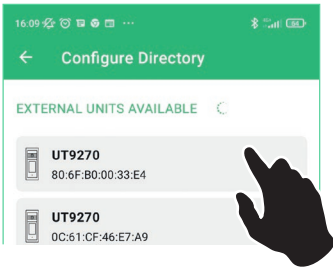 16:09
Configure Directory
EXTERNAL UNITS AVAILABLE
UT9270
80:6F:B0:00:33:E4
UT9270
0C:61:CF:46:E7:A9